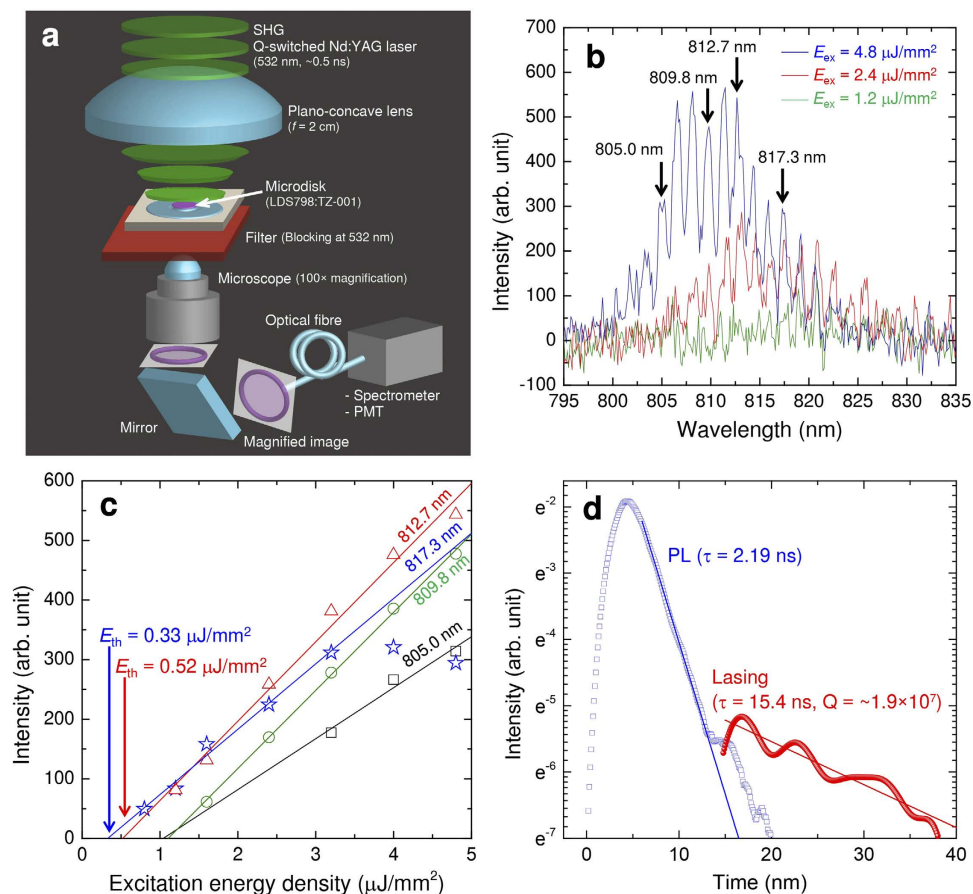 a
SHG
Q-switched Nd:YAG laser
(532 nm, ~0.5 ns)
Plano-concave lens
(f = 2 cm)
Microdisk
(LDS798:TZ-001)
Filter (Blocking at 532 nm)
Microscope (100× magnification)
Optical fibre
- Spectrometer
- PMT
Mirror
Magnified image
b
Intensity (arb. unit)
700
600
500
400
300
200
100
0
-100
812.7 nm
809.8 nm
805.0 nm
817.3 nm
Eex = 4.8 μJ/mm²
Eex = 2.4 μJ/mm²
Eex = 1.2 μJ/mm²
795 800 805 810 815 820 825 830 835
Wavelength (nm)
c
Intensity (arb. unit)
600
500
400
300
200
100
0
812.7 nm
817.3 nm
809.8 nm
805.0 nm
Eth = 0.33 μJ/mm²
Eth = 0.52 μJ/mm²
0 1 2 3 4 5
Excitation energy density (μJ/mm²)
d
Intensity (arb. unit)
e⁻²
e⁻³
e⁻⁴
e⁻⁵
e⁻⁶
e⁻⁷
PL (τ = 2.19 ns)
Lasing
(τ = 15.4 ns, Q = ~1.9×10⁷)
0 10 20 30 40
Time (nm)